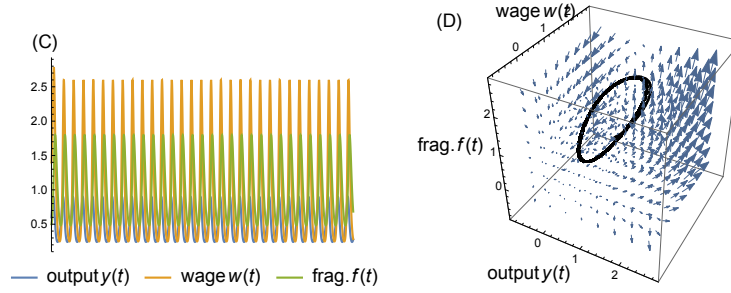 (C)
2.5
2.0
1.5
1.0
0.5
output y(t) wage w(t) frag. f(t)
(D)
wage w(t)
0
1
2
frag. f(t)
2
1
0
0
1
2
output y(t)